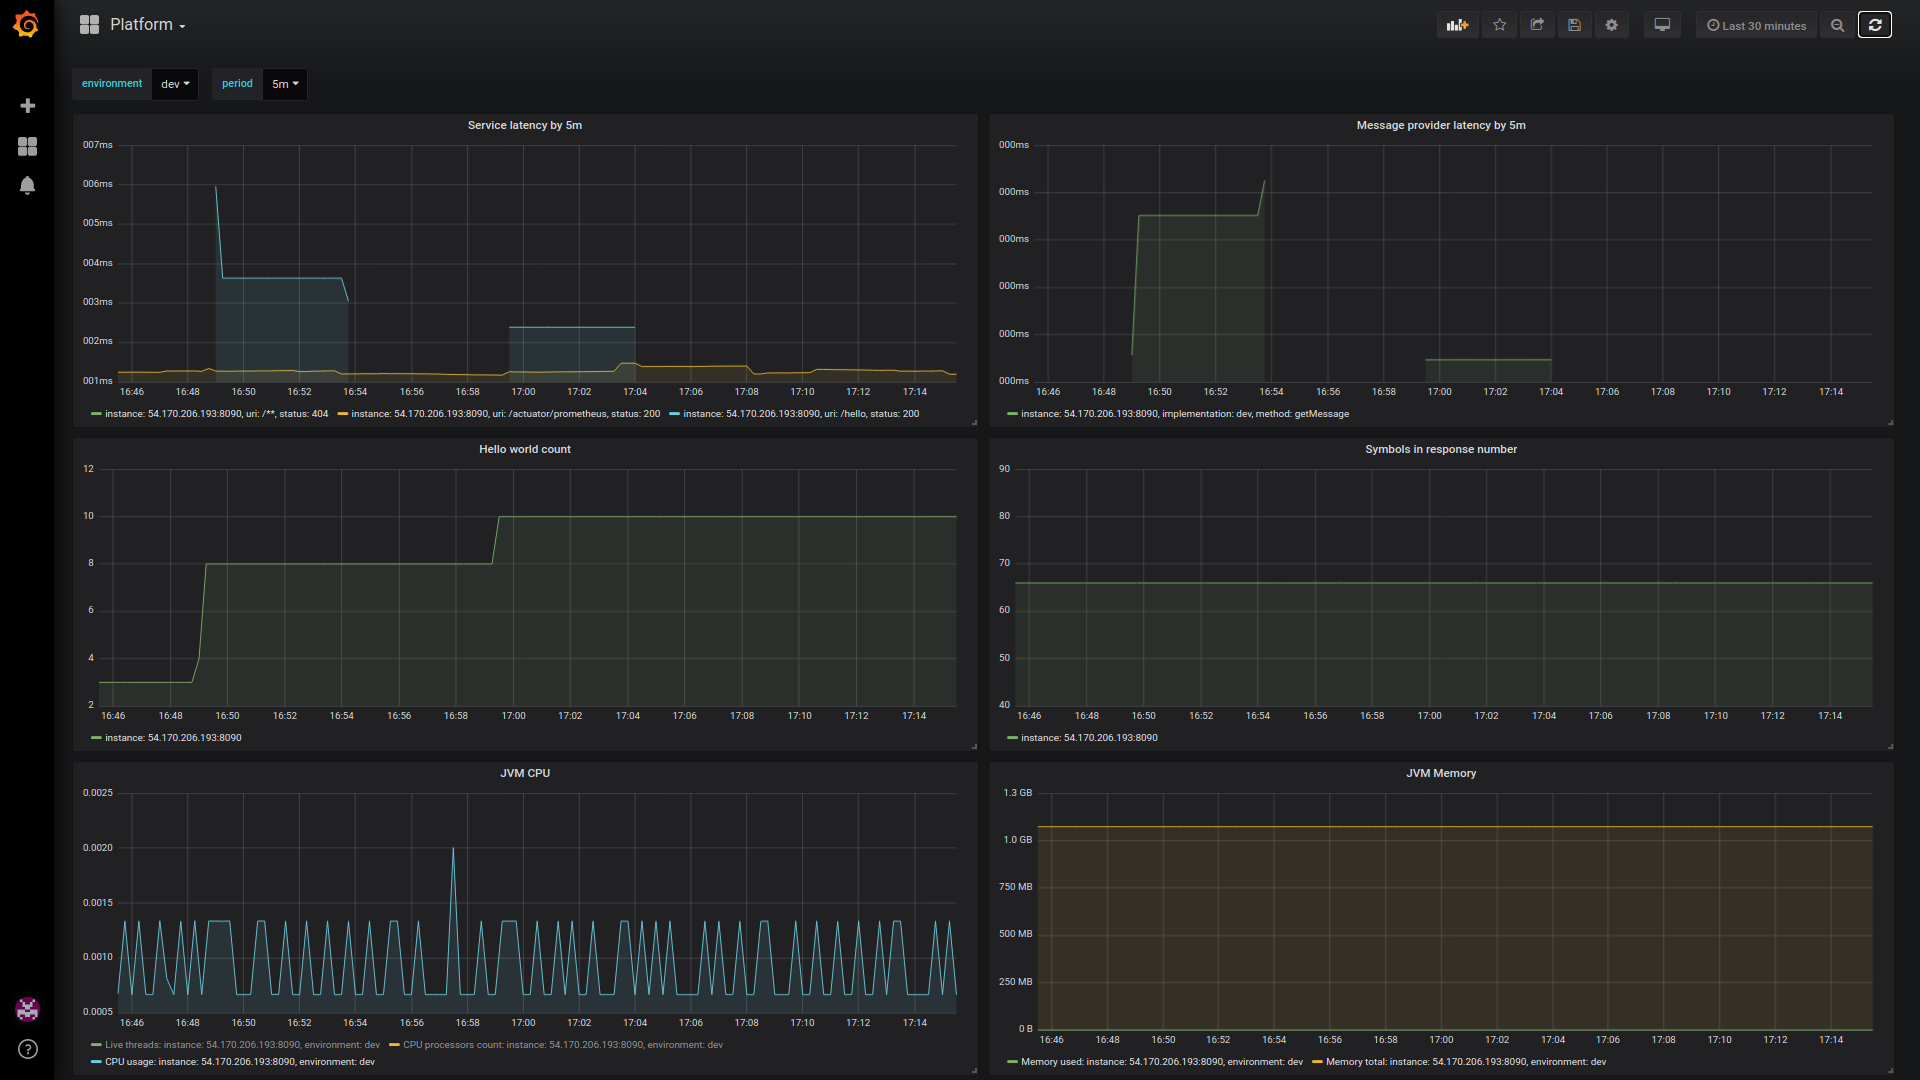 Platform
Last 30 minutes
environment dev period 5m
Service latency by 5m
007ms
006ms
005ms
004ms
003ms
002ms
001ms
16:46 16:48 16:50 16:52 16:54 16:56 16:58 17:00 17:02 17:04 17:06 17:08 17:10 17:12 17:14
instance: 54.170.206.193:8090, uri: /**, status: 404 instance: 54.170.206.193:8090, uri: /actuator/prometheus, status: 200 instance: 54.170.206.193:8090, uri: /hello, status: 200
Message provider latency by 5m
000ms
000ms
000ms
000ms
000ms
000ms
16:46 16:48 16:50 16:52 16:54 16:56 16:58 17:00 17:02 17:04 17:06 17:08 17:10 17:12 17:14
instance: 54.170.206.193:8090, implementation: dev, method: getMessage
Hello world count
12
10
8
6
4
2
16:46 16:48 16:50 16:52 16:54 16:56 16:58 17:00 17:02 17:04 17:06 17:08 17:10 17:12 17:14
instance: 54.170.206.193:8090
Symbols in response number
90
80
70
60
50
40
16:46 16:48 16:50 16:52 16:54 16:56 16:58 17:00 17:02 17:04 17:06 17:08 17:10 17:12 17:14
instance: 54.170.206.193:8090
JVM CPU
0.0025
0.0020
0.0015
0.0010
0.0005
16:46 16:48 16:50 16:52 16:54 16:56 16:58 17:00 17:02 17:04 17:06 17:08 17:10 17:12 17:14
Live threads: instance: 54.170.206.193:8090, environment: dev CPU processors count: instance: 54.170.206.193:8090, environment: dev
CPU usage: instance: 54.170.206.193:8090, environment: dev
JVM Memory
1.3 GB
1.0 GB
750 MB
500 MB
250 MB
0 B
16:46 16:48 16:50 16:52 16:54 16:56 16:58 17:00 17:02 17:04 17:06 17:08 17:10 17:12 17:14
Memory used: instance: 54.170.206.193:8090, environment: dev Memory total: instance: 54.170.206.193:8090, environment: dev